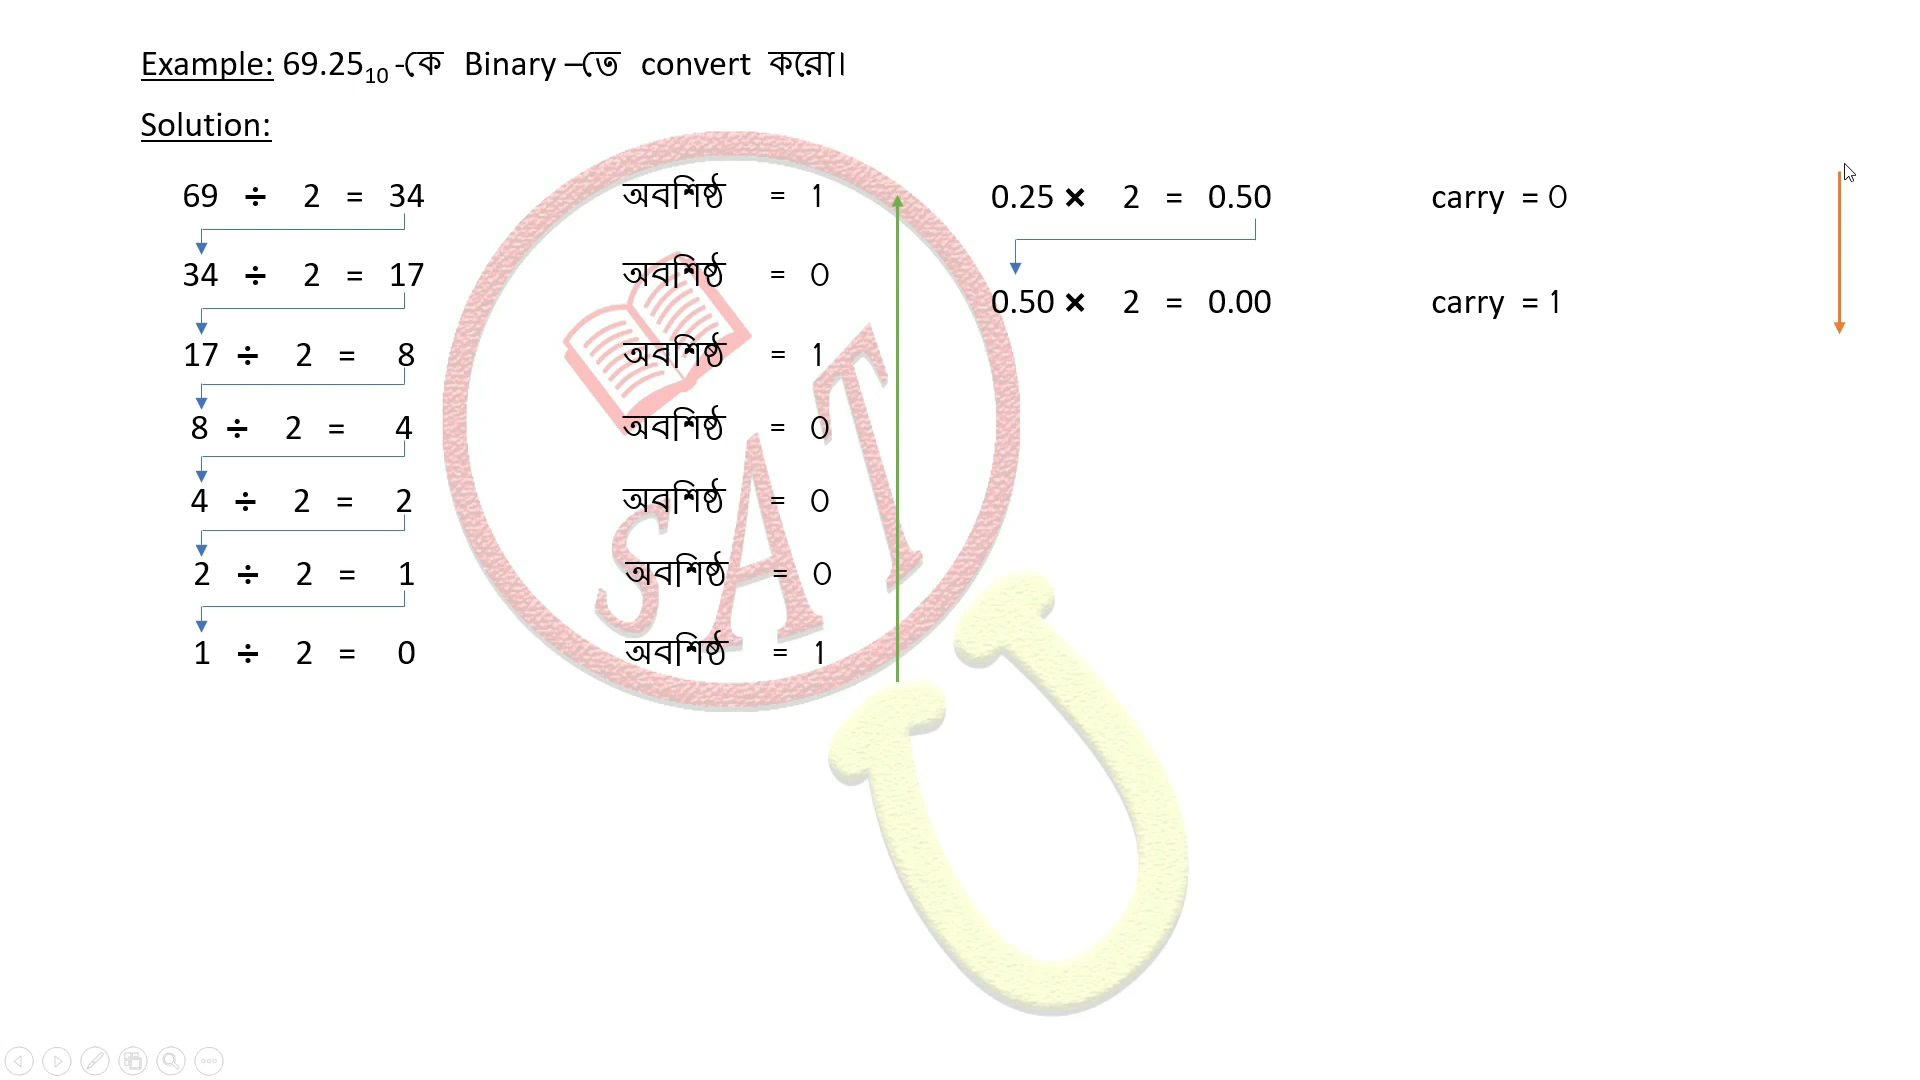 Example: 69.25₁₀ -কে Binary –তে convert করো।
Solution:
69 ÷ 2 = 34 অবশিষ্ঠ = 1
34 ÷ 2 = 17 অবশিষ্ঠ = 0
17 ÷ 2 = 8 অবশিষ্ঠ = 1
8 ÷ 2 = 4 অবশিষ্ঠ = 0
4 ÷ 2 = 2 অবশিষ্ঠ = 0
2 ÷ 2 = 1 অবশিষ্ঠ = 0
1 ÷ 2 = 0 অবশিষ্ঠ = 1
0.25 × 2 = 0.50 carry = 0
0.50 × 2 = 0.00 carry = 1
SAT
U